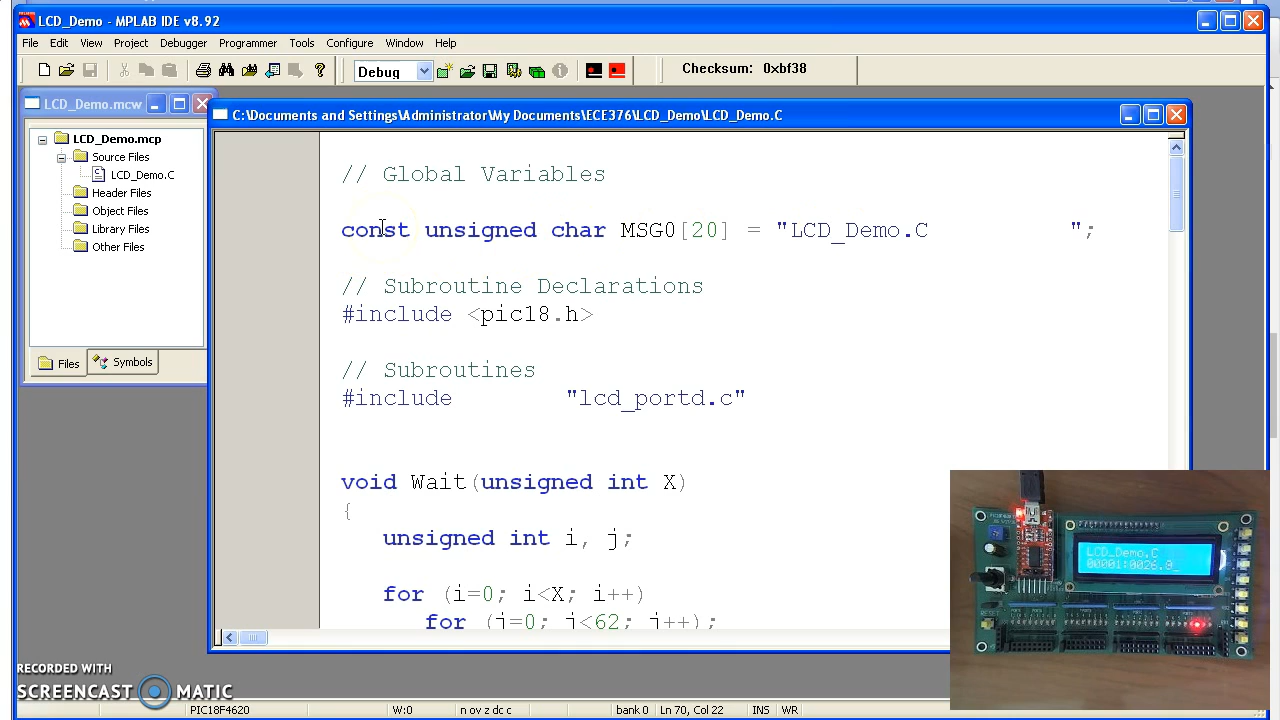 LCD_Demo - MPLAB IDE v8.92
File Edit View Project Debugger Programmer Tools Configure Window Help
Debug
Checksum: 0xbf38
LCD_Demo.mcw
LCD_Demo.mcp
Source Files
LCD_Demo.C
Header Files
Object Files
Library Files
Other Files
Files
Symbols
C:\Documents and Settings\Administrator\My Documents\ECE376\LCD_Demo\LCD_Demo.C
// Global Variables
const unsigned char MSG0[20] = "LCD_Demo.C          ";
// Subroutine Declarations
#include <pic18.h>
// Subroutines
#include        "lcd_portd.c"
void Wait(unsigned int X)
{
unsigned int i, j;
for (i=0; i<X; i++)
for (j=0; j<62; j++);
LCD_Demo.C
00001:0026.8_
RESET
RECORDED WITH
SCREENCAST MATIC
PIC18F4620 W:0 n ov z dc c bank 0 Ln 70, Col 22 INS WR